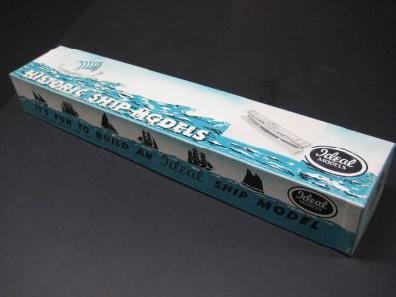 HISTORIC SHIP MODELS
Ideal
MODELS
IT'S FUN TO BUILD AN Ideal SHIP MODEL
Ideal
MODELS